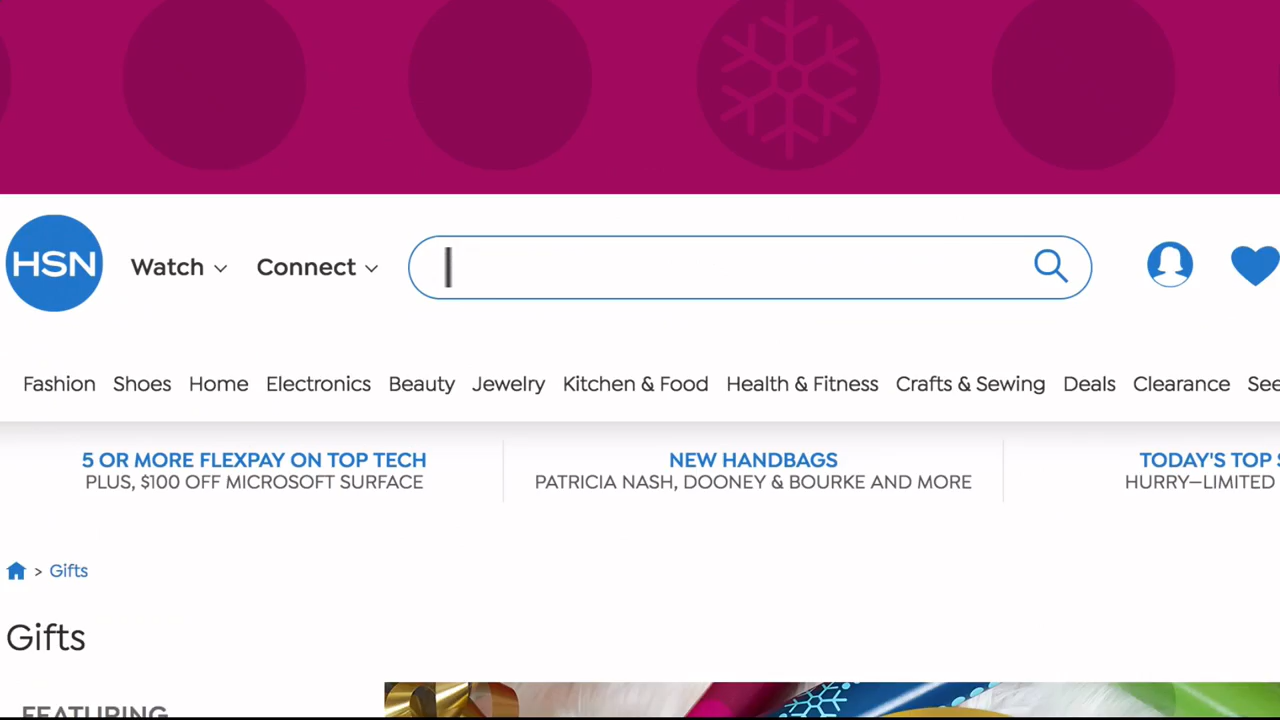 HSN Watch Connect
Fashion Shoes Home Electronics Beauty Jewelry Kitchen & Food Health & Fitness Crafts & Sewing Deals Clearance
5 OR MORE FLEXPAY ON TOP TECH
PLUS, $100 OFF MICROSOFT SURFACE
NEW HANDBAGS
PATRICIA NASH, DOONEY & BOURKE AND MORE
TODAY'S TOP
HURRY—LIMITED
> Gifts
Gifts
FEATURING